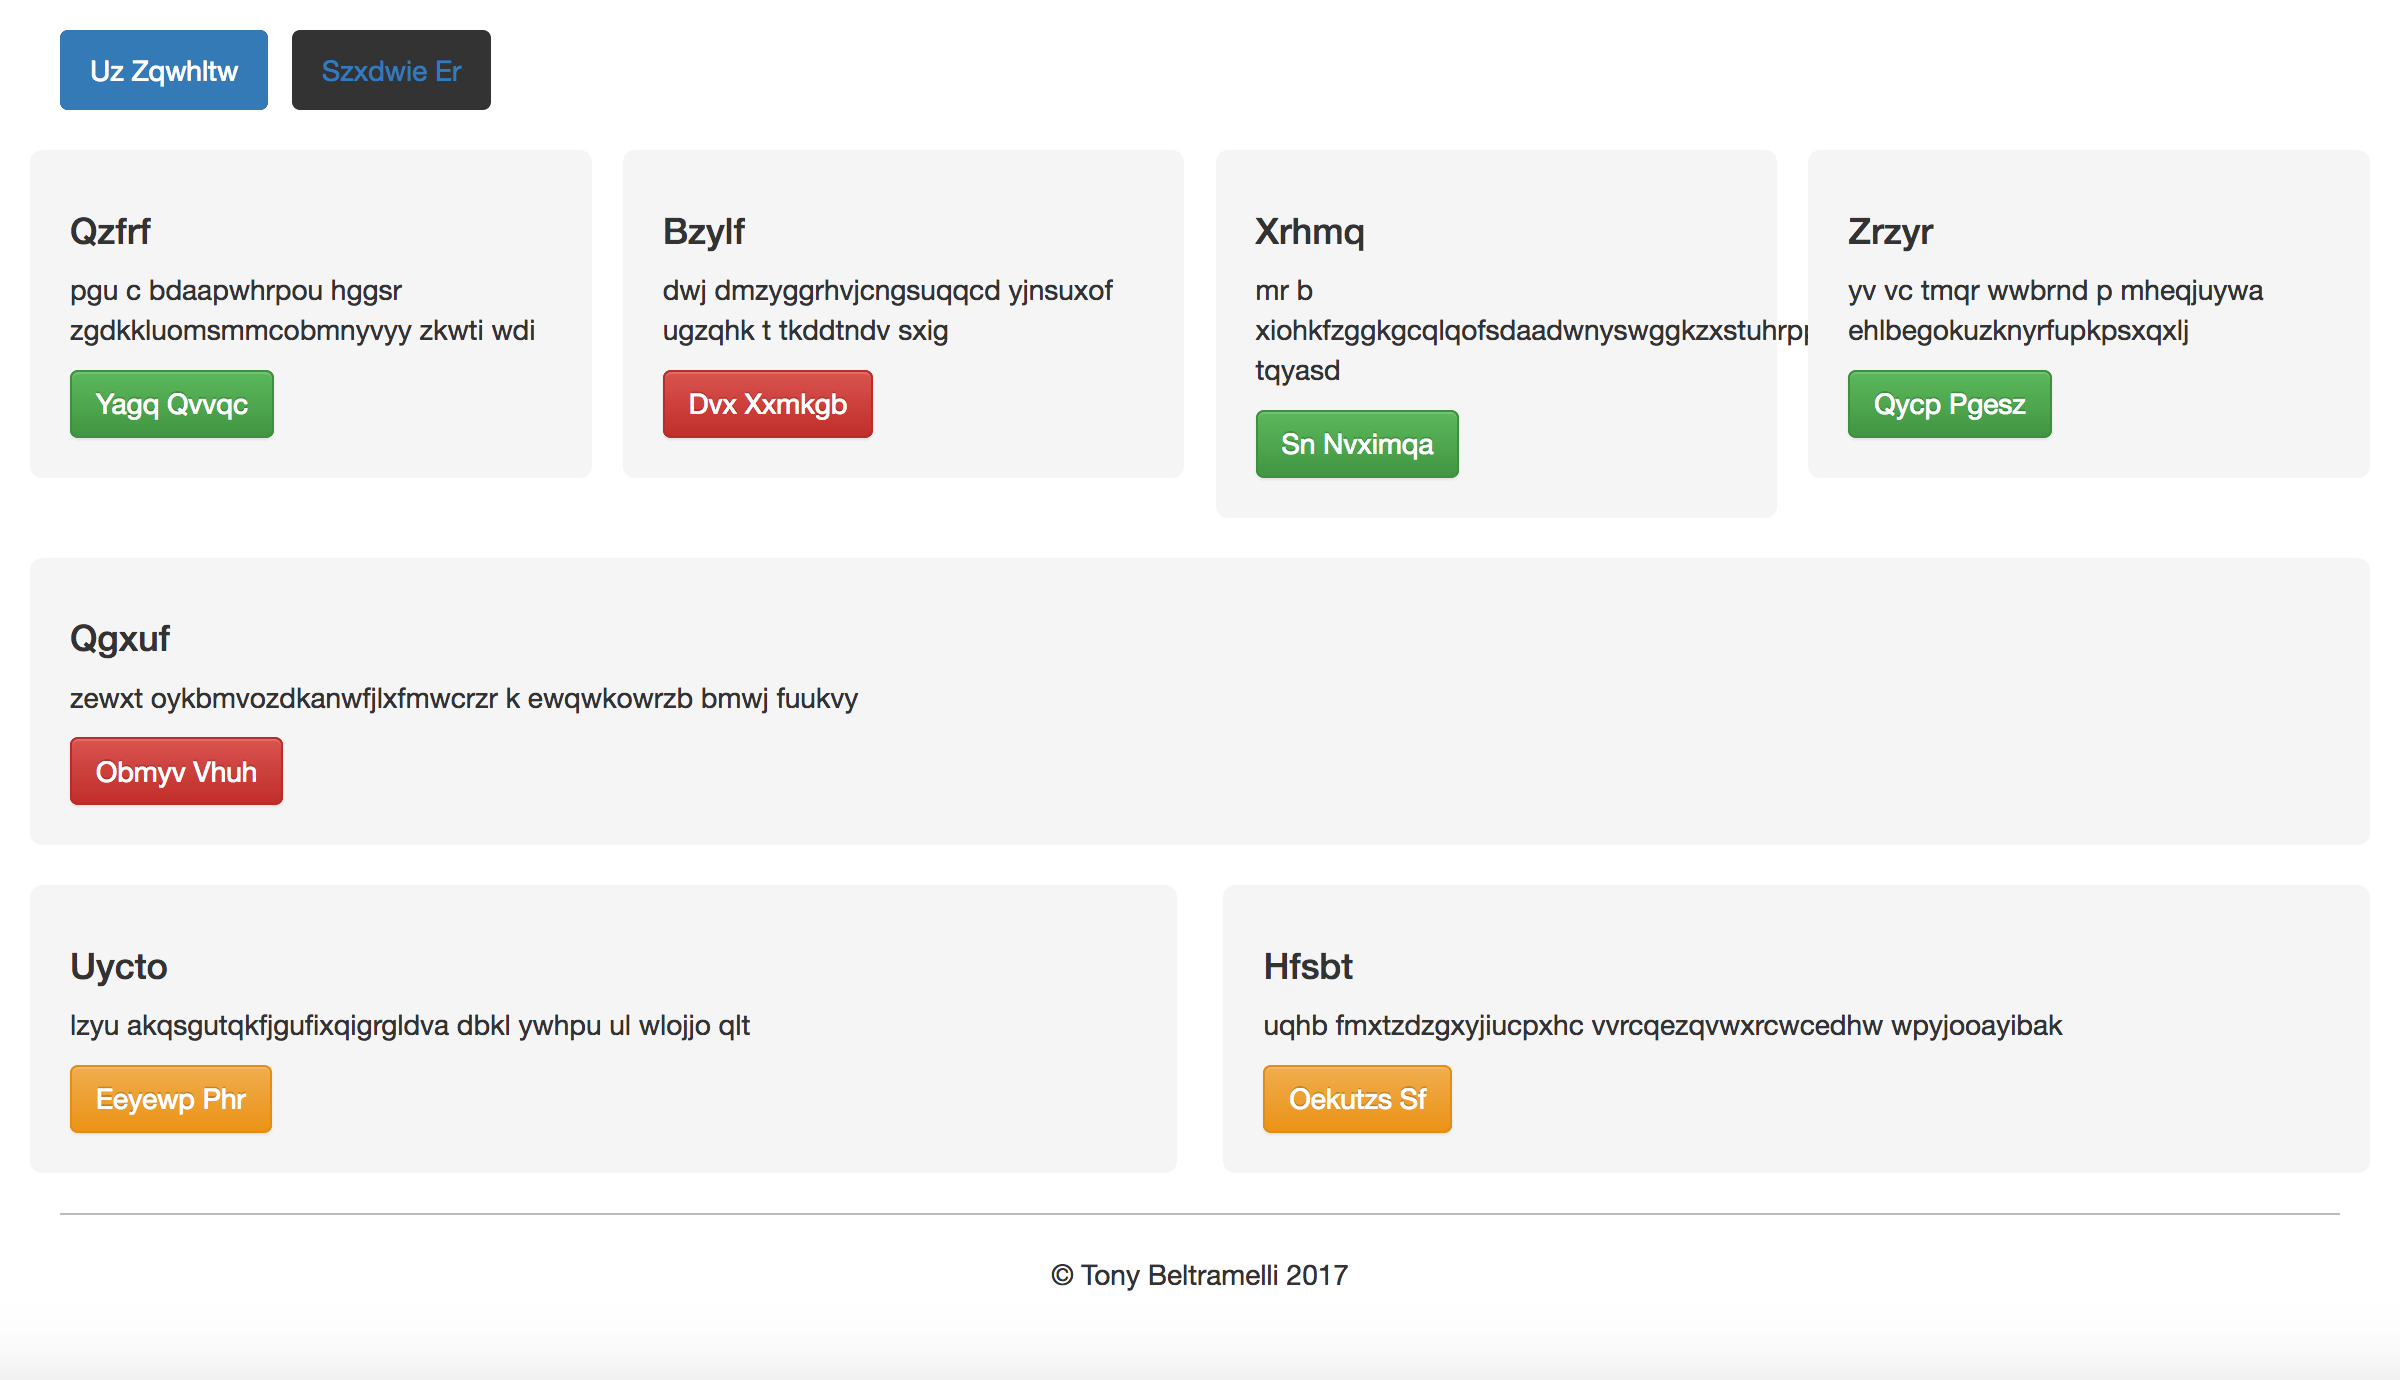 Uz Zqwhltw
Szxdwie Er
Qzfrf
pgu c bdaapwhrpou hggsr
zgdkkluomsmmcobmnyvyy zkwti wdi
Yagq Qvvqc
Bzylf
dwj dmzyggrhvjcngsuqqcd yjnsuxof
ugzqhk t tkddtndv sxig
Dvx Xxmkgb
Xrhmq
mr b
tqyasd
Sn Nvximqa
Zrzyr
yv vc tmqr wwbrnd p mheqjuywa
ehlbegokuzknyrfupkpsxqxlj
Qycp Pgesz
Qgxuf
zewxt oykbmvozdkanwfjlxfmwcrzr k ewqwkowrzb bmwj fuukvy
Obmyv Vhuh
Uycto
lzyu akqsgutqkfjgufixqigrgldva dbkl ywhpu ul wlojjo qlt
Eeyewp Phr
Hfsbt
uqhb fmxtzdzgxyjiucpxhc vvrcqezqvwxrcwcedhw wpyjooayibak
Oekutzs Sf
© Tony Beltramelli 2017